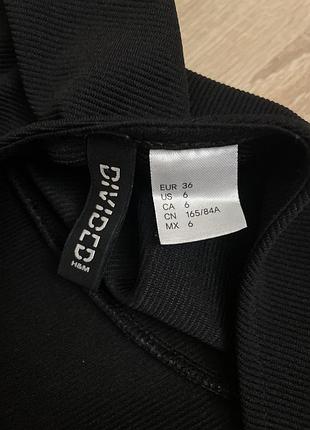 DIVIDED
H&M
EUR 36
US 6
CA 6
CN 165/84A
MX 6